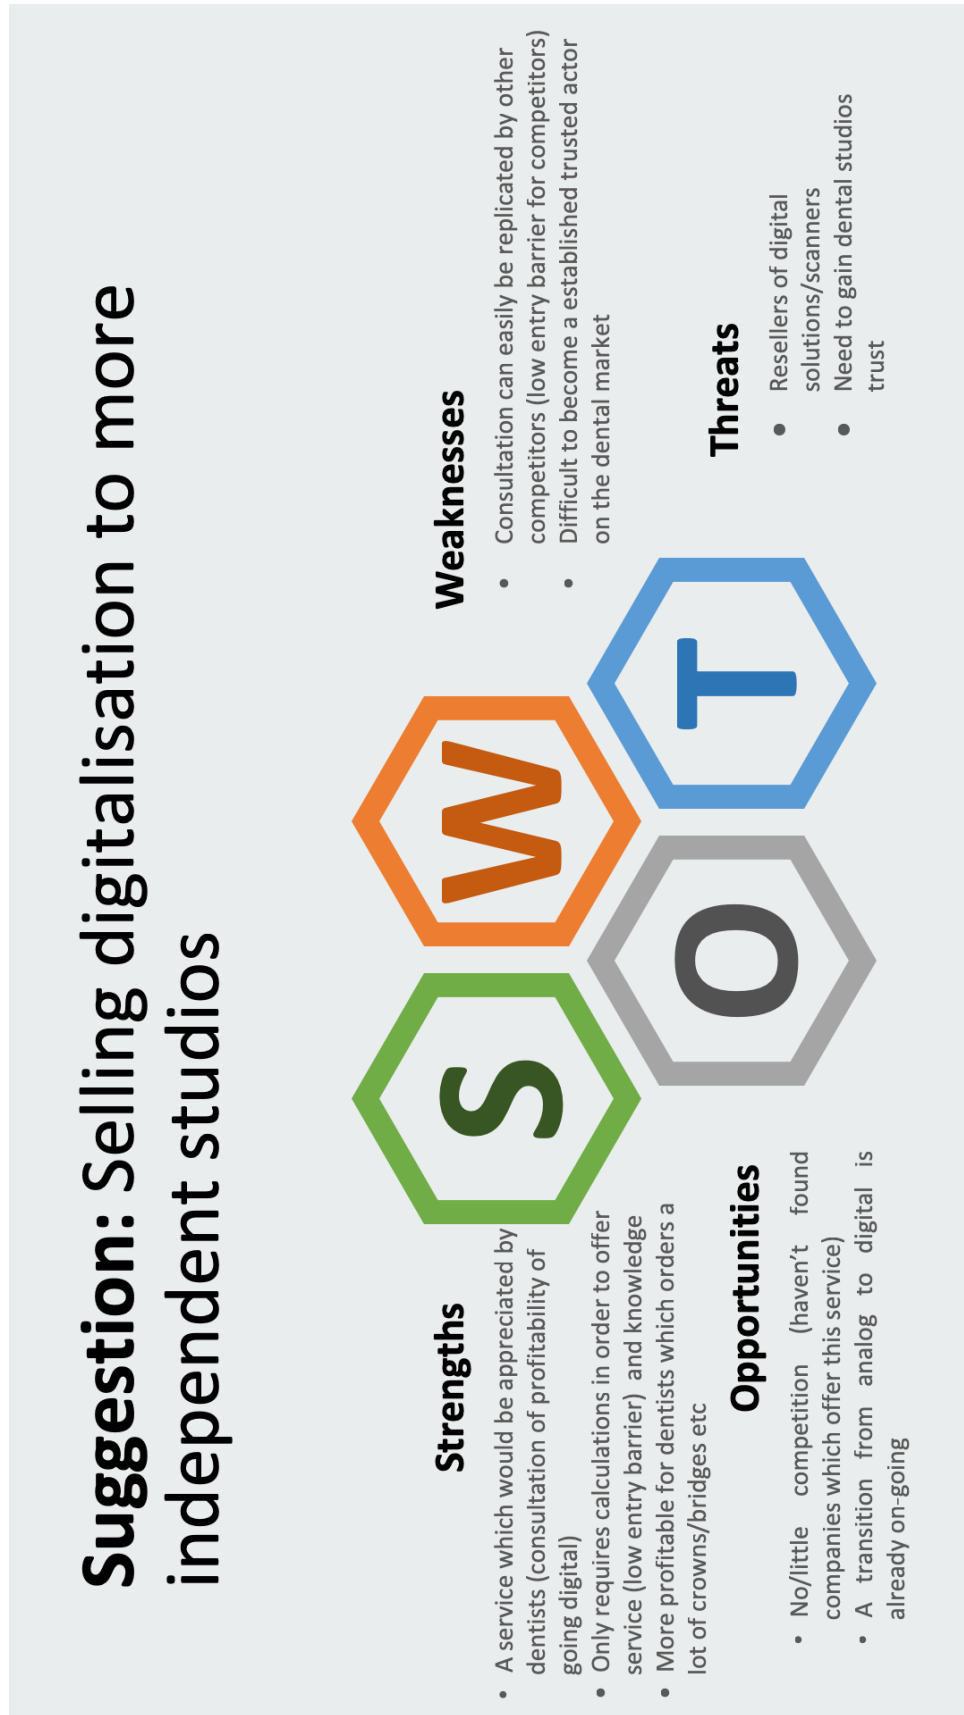 Suggestion: Selling digitalisation to more
independent studios
Strengths
• A service which would be appreciated by
dentists (consultation of profitability of
going digital)
• Only requires calculations in order to offer
service (low entry barrier) and knowledge
• More profitable for dentists which orders a
lot of crowns/bridges etc
S
W
Weaknesses
• Consultation can easily be replicated by other
competitors (low entry barrier for competitors)
• Difficult to become a established trusted actor
on the dental market
Opportunities
• No/little competition (haven't found
companies which offer this service)
• A transition from analog to digital is
already on-going
O
T
Threats
• Resellers of digital
solutions/scanners
• Need to gain dental studios
trust